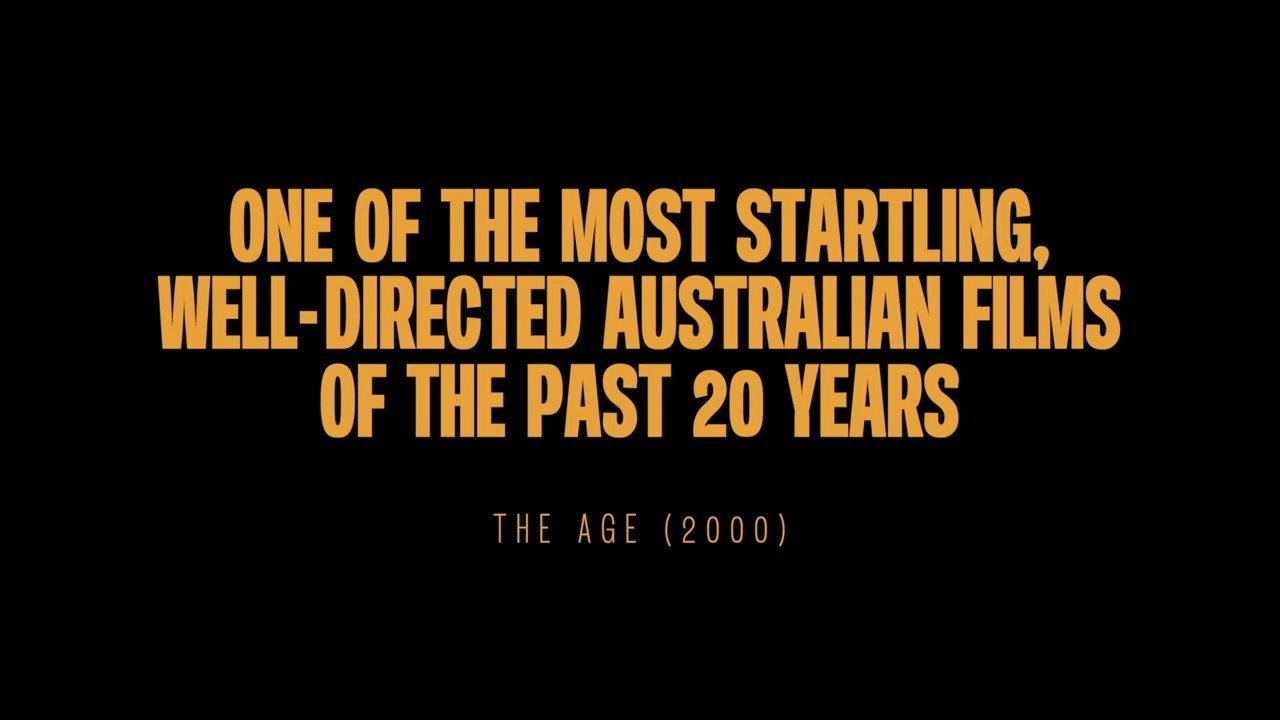 ONE OF THE MOST STARTLING,
WELL-DIRECTED AUSTRALIAN FILMS
OF THE PAST 20 YEARS
THE AGE (2000)